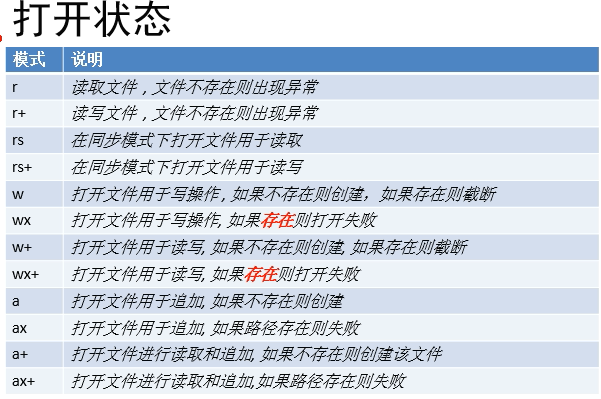 打开状态
模式 说明
r 读取文件，文件不存在则出现异常
r+ 读写文件，文件不存在则出现异常
rs 在同步模式下打开文件用于读取
rs+ 在同步模式下打开文件用于读写
w 打开文件用于写操作, 如果不存在则创建，如果存在则截断
wx 打开文件用于写操作, 如果存在则打开失败
w+ 打开文件用于读写, 如果不存在则创建, 如果存在则截断
wx+ 打开文件用于读写, 如果存在则打开失败
a 打开文件用于追加, 如果不存在则创建
ax 打开文件用于追加, 如果路径存在则失败
a+ 打开文件进行读取和追加, 如果不存在则创建该文件
ax+ 打开文件进行读取和追加,如果路径存在则失败